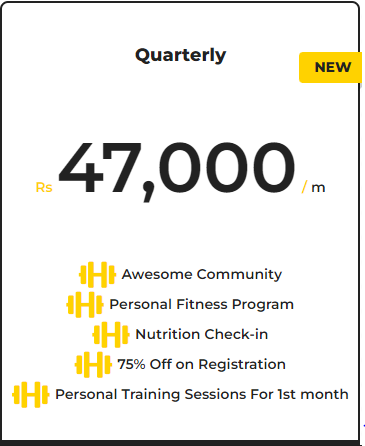 Quarterly
NEW
Rs 47,000 / m
Awesome Community
Personal Fitness Program
Nutrition Check-in
75% Off on Registration
Personal Training Sessions For 1st month